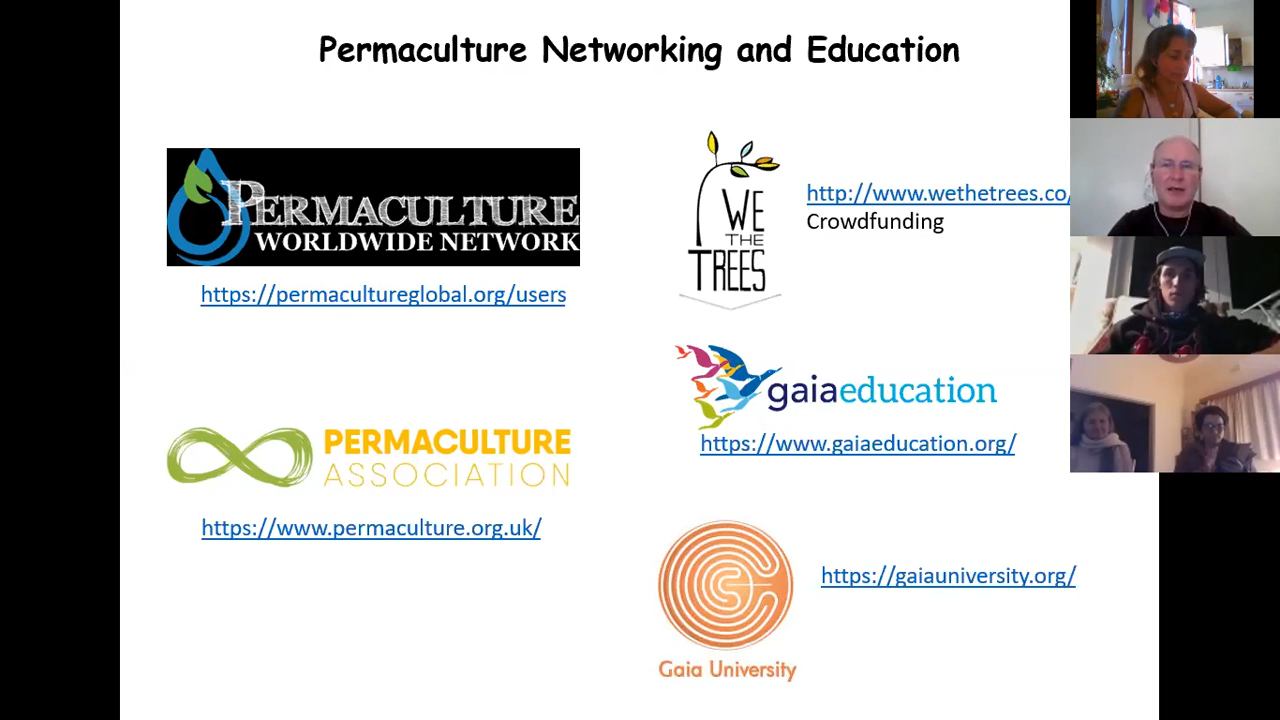 Permaculture Networking and Education
PERMACULTURE
WORLDWIDE NETWORK
https://permacultureglobal.org/users
PERMACULTURE
ASSOCIATION
https://www.permaculture.org.uk/
WE
THE
TREES
http://www.wethetrees.co/
Crowdfunding
gaiaeducation
https://www.gaiaeducation.org/
Gaia University
https://gaiauniversity.org/